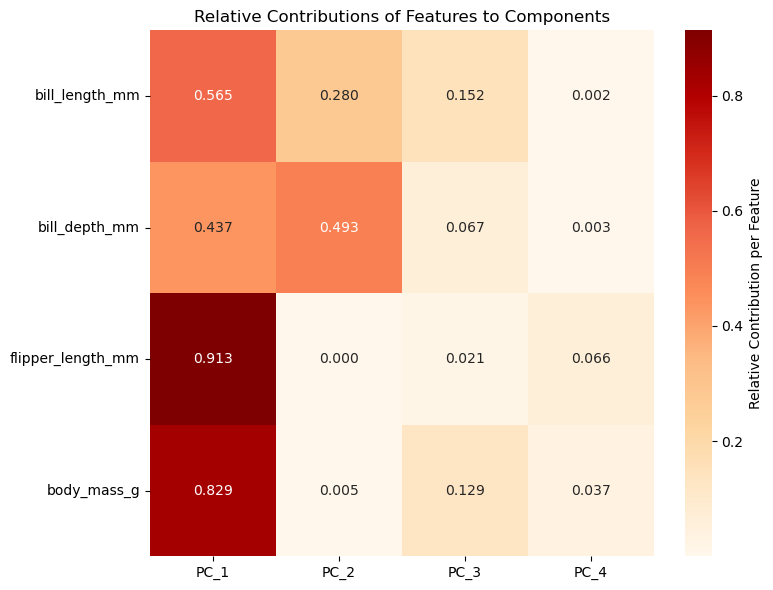 Relative Contributions of Features to Components
bill_length_mm 0.565 0.280 0.152 0.002
bill_depth_mm 0.437 0.493 0.067 0.003
flipper_length_mm 0.913 0.000 0.021 0.066
body_mass_g 0.829 0.005 0.129 0.037
PC_1 PC_2 PC_3 PC_4
0.8
0.6
0.4
0.2
Relative Contribution per Feature